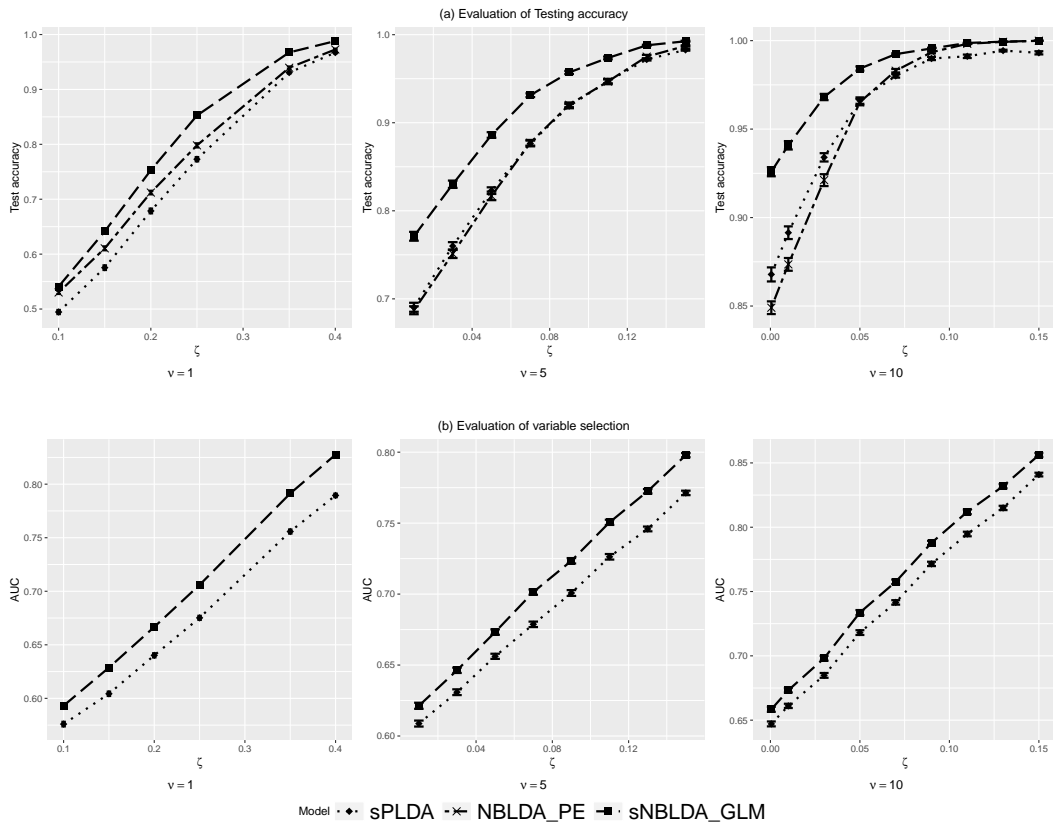 (a) Evaluation of Testing accuracy
1.0
0.9
0.8
0.7
0.6
0.5
Test accuracy
0.1
0.2
0.3
0.4
ζ
ν = 1
1.0
0.9
0.8
0.7
Test accuracy
0.04
0.08
0.12
ζ
ν = 5
1.00
0.95
0.90
0.85
Test accuracy
0.00
0.05
0.10
0.15
ζ
ν = 10
(b) Evaluation of variable selection
0.80
0.75
0.70
0.65
0.60
AUC
0.1
0.2
0.3
0.4
ζ
ν = 1
0.80
0.75
0.70
0.65
0.60
AUC
0.04
0.08
0.12
ζ
ν = 5
0.85
0.80
0.75
0.70
0.65
AUC
0.00
0.05
0.10
0.15
ζ
ν = 10
Model sPLDA NBLDA_PE sNBLDA_GLM